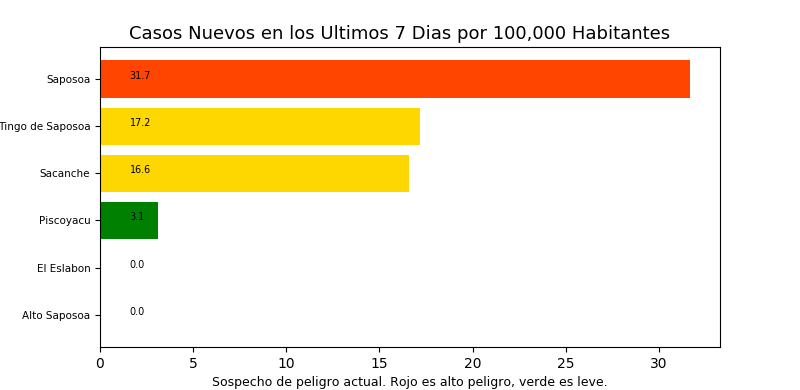 Casos Nuevos en los Ultimos 7 Dias por 100,000 Habitantes
Saposoa 31.7
Tingo de Saposoa 17.2
Sacanche 16.6
Piscoyacu 3.1
El Eslabon 0.0
Alto Saposoa 0.0
0 5 10 15 20 25 30
Sospecho de peligro actual. Rojo es alto peligro, verde es leve.